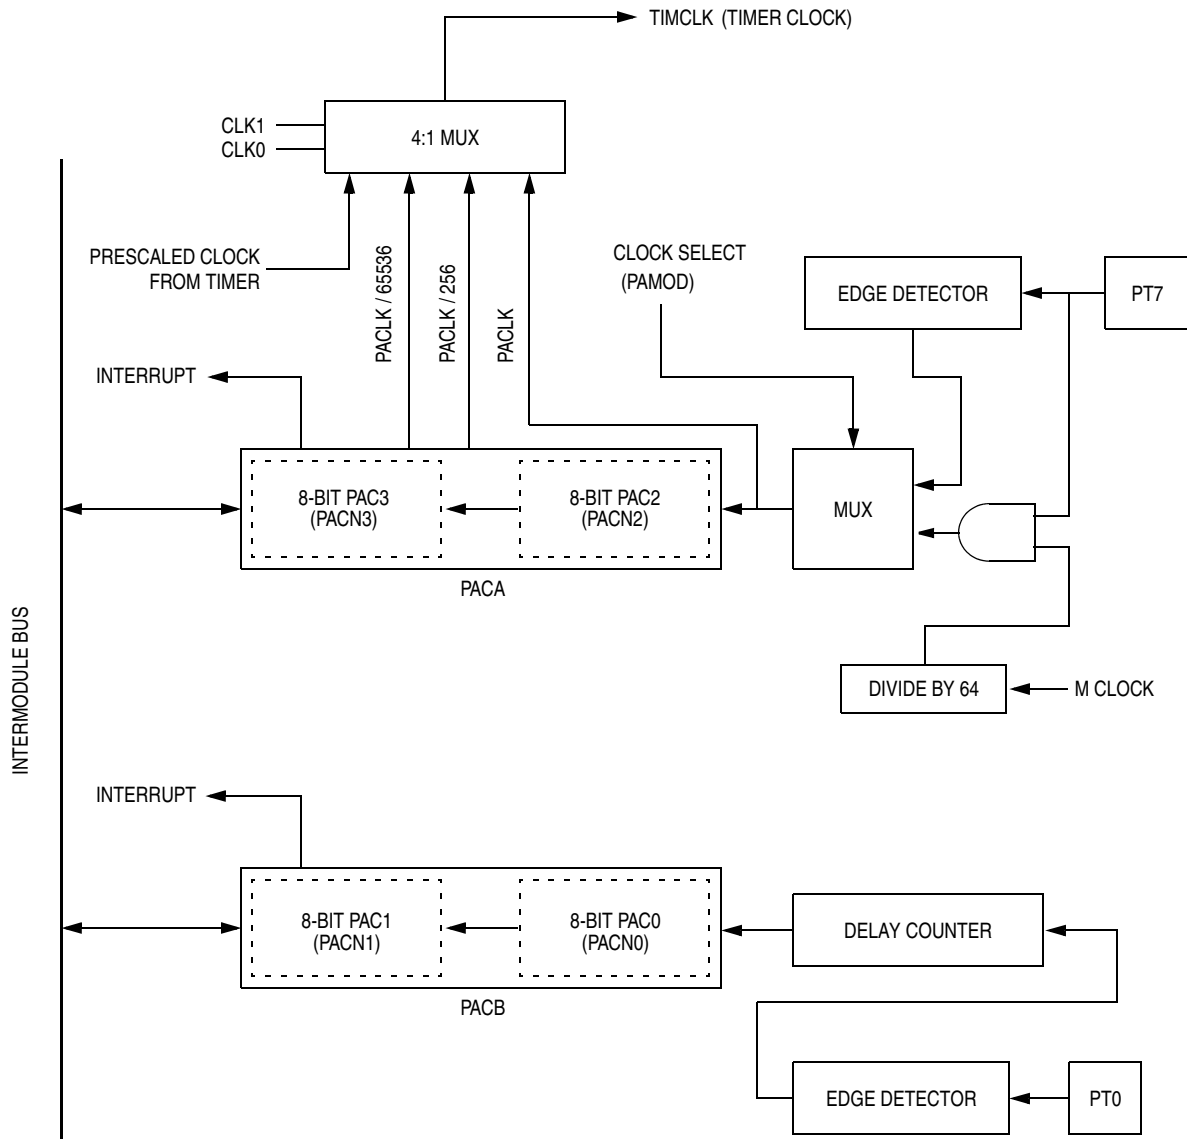 TIMCLK (TIMER CLOCK)
CLK1
CLK0
4:1 MUX
PRESCALED CLOCK
FROM TIMER
PACLK / 65536
PACLK / 256
PACLK
CLOCK SELECT
(PAMOD)
EDGE DETECTOR
PT7
INTERRUPT
8-BIT PAC3
(PACN3)
8-BIT PAC2
(PACN2)
MUX
PACA
DIVIDE BY 64
M CLOCK
INTERMODULE BUS
INTERRUPT
8-BIT PAC1
(PACN1)
8-BIT PAC0
(PACN0)
DELAY COUNTER
PACB
EDGE DETECTOR
PT0